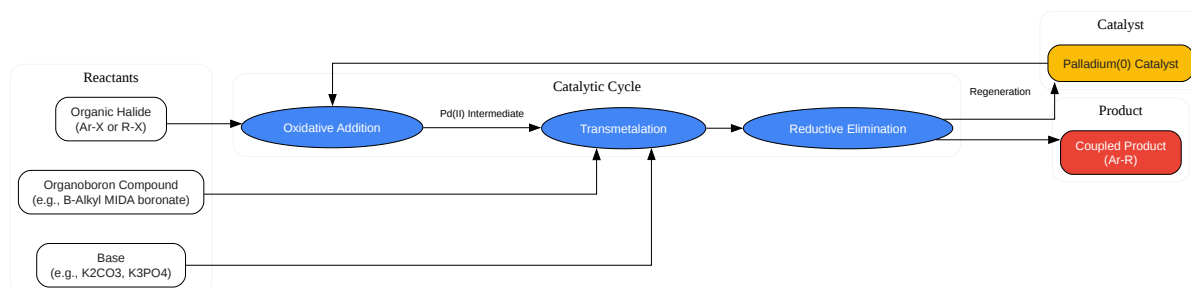 Catalyst
Palladium(0) Catalyst
Reactants
Catalytic Cycle
Regeneration
Organic Halide
(Ar-X or R-X)
Oxidative Addition
Pd(II) Intermediate
Transmetalation
Reductive Elimination
Product
Coupled Product
(Ar-R)
Organoboron Compound
(e.g., B-Alkyl MIDA boronate)
Base
(e.g., K2CO3, K3PO4)